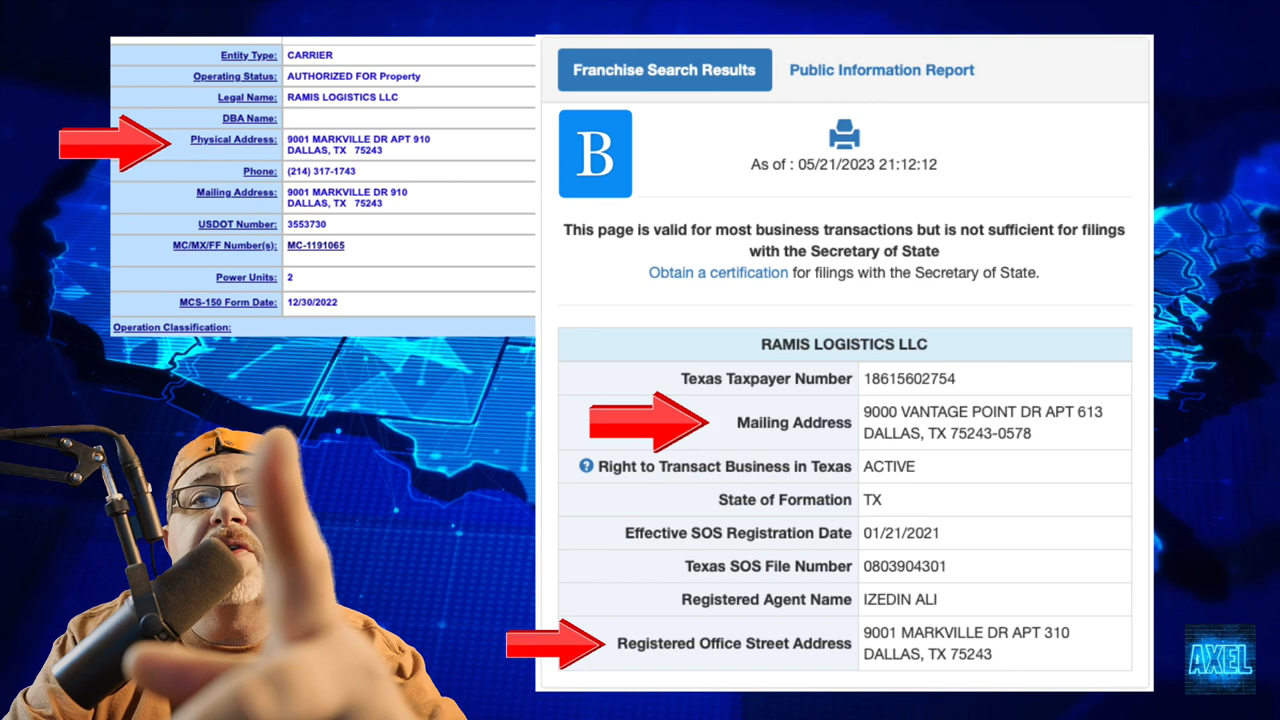 Entity Type: CARRIER
Operating Status: AUTHORIZED FOR Property
Legal Name: RAMIS LOGISTICS LLC
DBA Name:
Physical Address: 9001 MARKVILLE DR APT 910
DALLAS, TX 75243
Phone: (214) 317-1743
Mailing Address: 9001 MARKVILLE DR 910
DALLAS, TX 75243
USDOT Number: 3553730
MC/MX/FF Number(s): MC-1191065
Power Units: 2
MCS-150 Form Date: 12/30/2022
Operation Classification:
Franchise Search Results Public Information Report
B
As of : 05/21/2023 21:12:12
This page is valid for most business transactions but is not sufficient for filings
with the Secretary of State
Obtain a certification for filings with the Secretary of State.
RAMIS LOGISTICS LLC
Texas Taxpayer Number 18615602754
Mailing Address 9000 VANTAGE POINT DR APT 613
DALLAS, TX 75243-0578
? Right to Transact Business in Texas ACTIVE
State of Formation TX
Effective SOS Registration Date 01/21/2021
Texas SOS File Number 0803904301
Registered Agent Name IZEDIN ALI
Registered Office Street Address 9001 MARKVILLE DR APT 310
DALLAS, TX 75243
AXEL